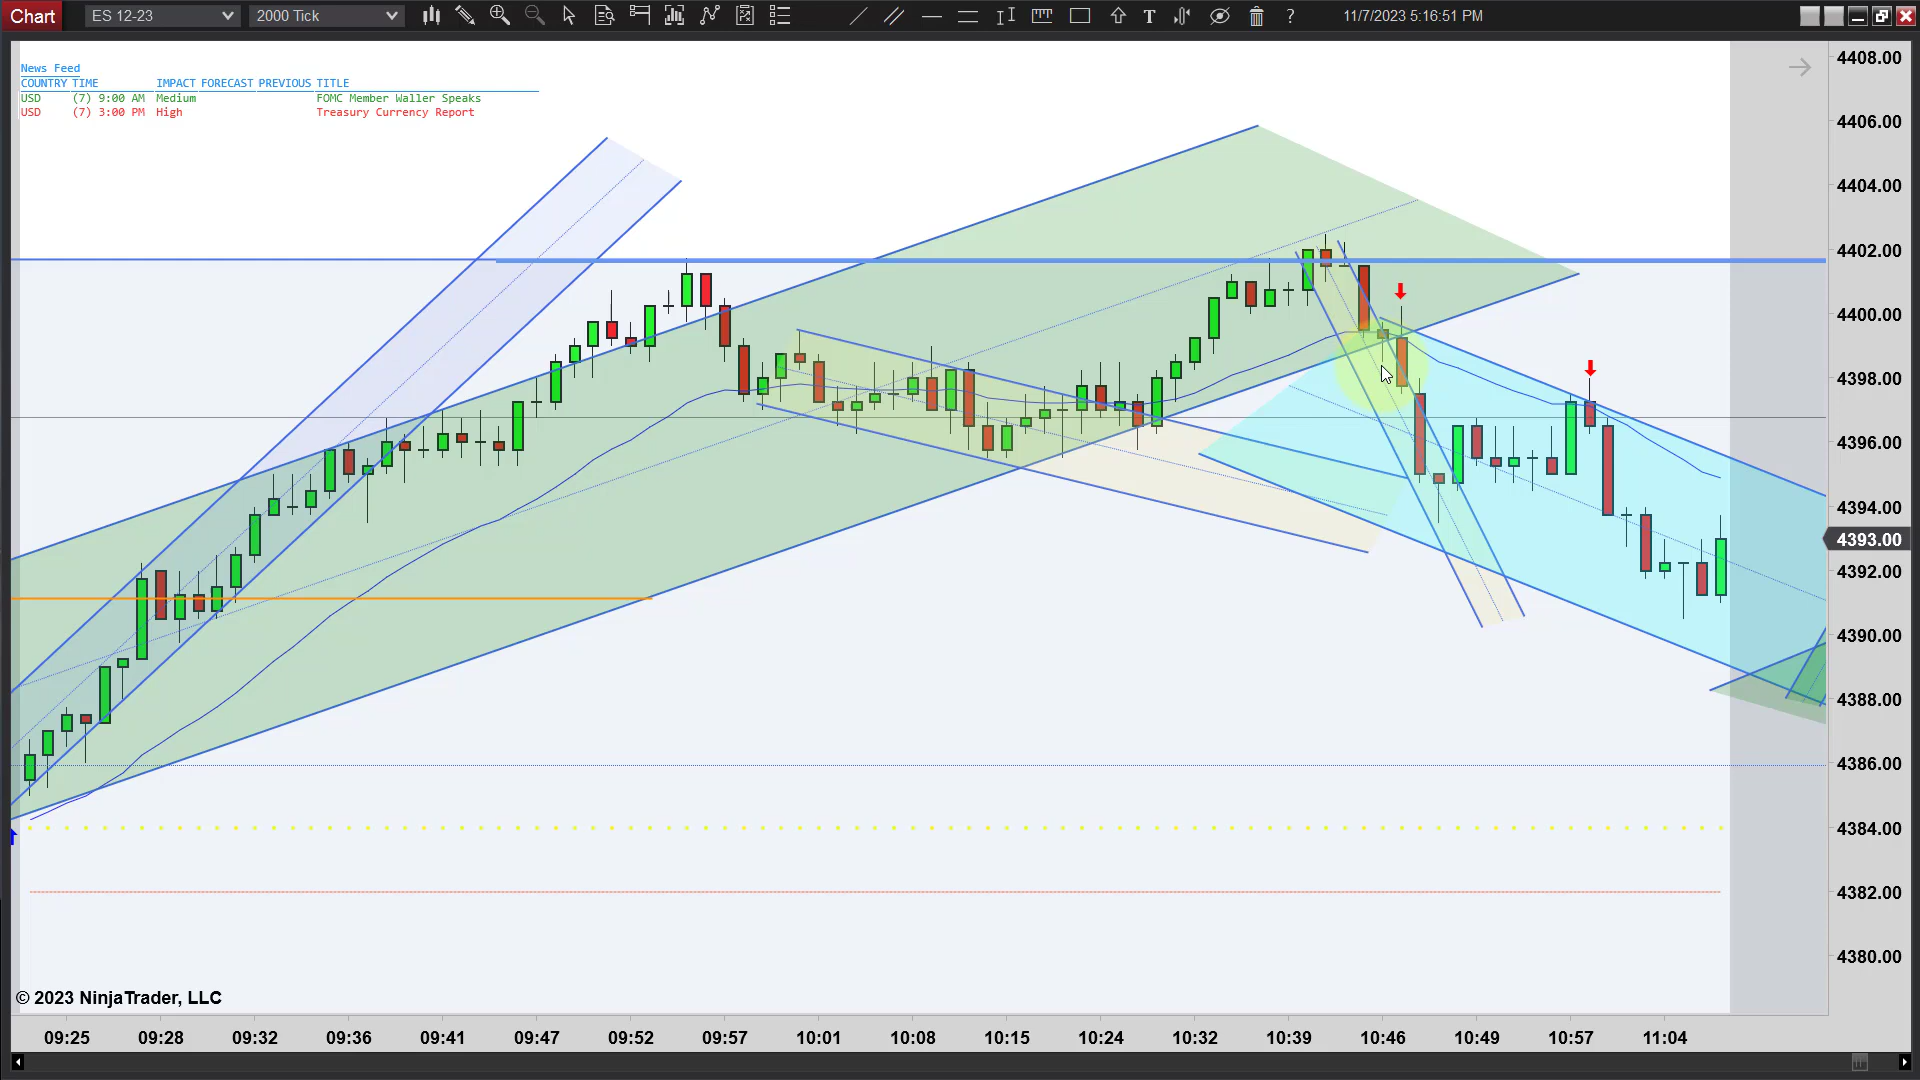 Chart ES 12-23 2000 Tick T ? 11/7/2023 5:16:51 PM
News Feed
COUNTRY TIME IMPACT FORECAST PREVIOUS TITLE
USD (7) 9:00 AM Medium FOMC Member Waller Speaks
USD (7) 3:00 PM High Treasury Currency Report
4408.00
4406.00
4404.00
4402.00
4400.00
4398.00
4396.00
4394.00
4393.00
4392.00
4390.00
4388.00
4386.00
4384.00
4382.00
4380.00
© 2023 NinjaTrader, LLC
09:25 09:28 09:32 09:36 09:41 09:47 09:52 09:57 10:01 10:08 10:15 10:24 10:32 10:39 10:46 10:49 10:57 11:04